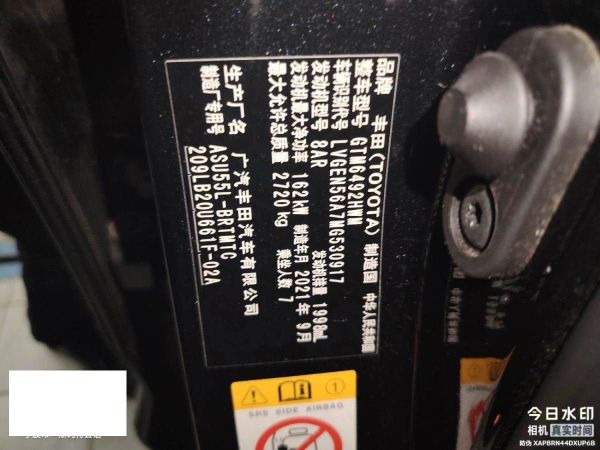 品牌 丰田(TOYOTA) 制造国 中华人民共和国
整车型号 GTM6492HWM
车辆识别代号 LVGEN56A7MG530917
发动机型号 8AR 发动机排量 1998mL
发动机最大净功率 162kW 制造年月 2021年9月
最大允许总质量 2720kg 乘坐人数 7
生产厂名 广汽丰田汽车有限公司
制造厂专用号 ASU55L-BRTMFC
209LB20U661F-02A
1
SRS SIDE AIRBAG
今日水印
相机 真实时间
防伪 XAPBRN44DXUP6B